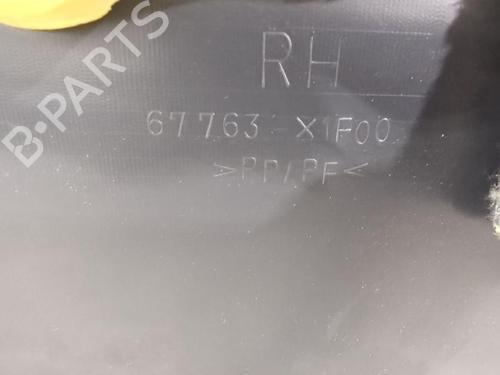 RH
67763-X1F00
>PP/PE<
B-PARTS